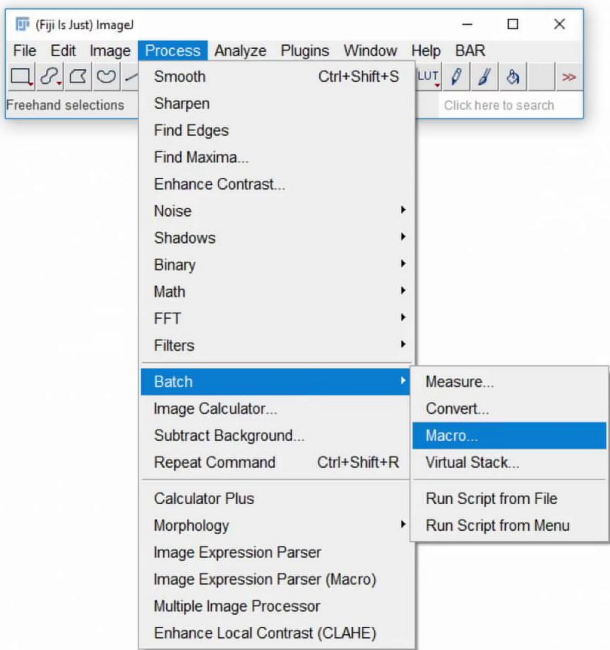 (Fiji Is Just) ImageJ
File Edit Image Process Analyze Plugins Window Help BAR
LUT
Freehand selections
Click here to search
Smooth Ctrl+Shift+S
Sharpen
Find Edges
Find Maxima...
Enhance Contrast...
Noise
Shadows
Binary
Math
FFT
Filters
Batch
Image Calculator...
Subtract Background...
Repeat Command Ctrl+Shift+R
Calculator Plus
Morphology
Image Expression Parser
Image Expression Parser (Macro)
Multiple Image Processor
Enhance Local Contrast (CLAHE)
Measure...
Convert...
Macro...
Virtual Stack...
Run Script from File
Run Script from Menu